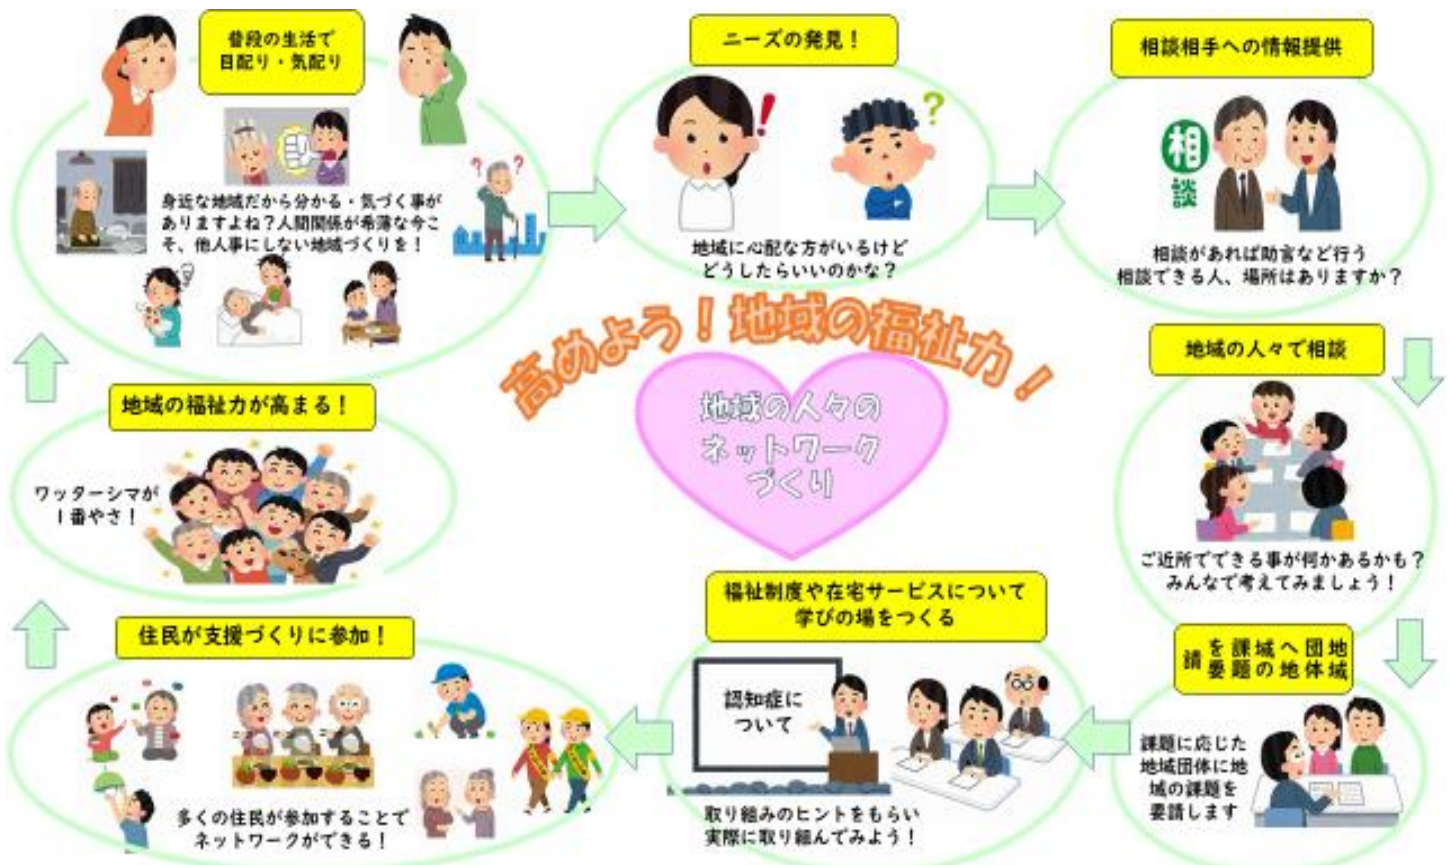 普段の生活で
目配り・気配り
身近な地域だから分かる・気づく事が
ありますよね？人間関係が希薄な今こ
そ、他人事にしない地域づくりを！
ニーズの発見！
地域に心配な方がいるけど
どうしたらいいのかな？
相談相手への情報提供
相
談
相談があれば助言など行う
相談できる人、場所はありますか？
地域の人々で相談
ご近所でできる事が何かあるかも？
みんなで考えてみましょう！
地域
団体
へ地
域の
課題
を要
請
課題に応じた
地域団体に地
域の課題を
要請します
福祉制度や在宅サービスについて
学びの場をつくる
認知症に
ついて
取り組みのヒントをもらい
実際に取り組んでみよう！
住民が支援づくりに参加！
多くの住民が参加することで
ネットワークができる！
地域の福祉力が高まる！
ワッターシマが
1番やさ！
高めよう！地域の福祉力！
地域の人々の
ネットワーク
づくり